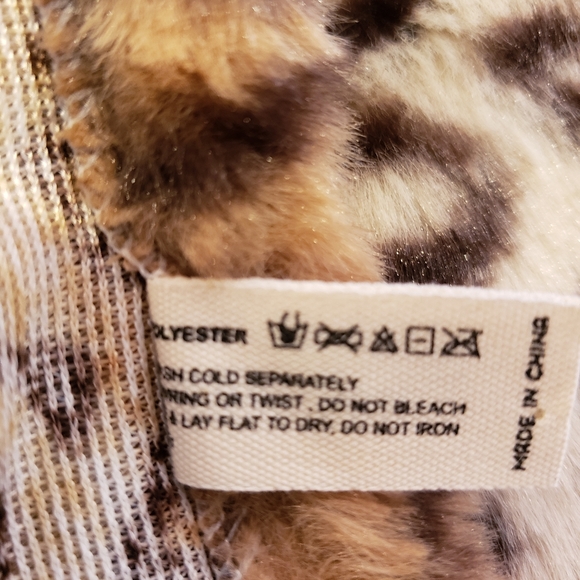 OLYESTER
SH COLD SEPARATELY
RING OR TWIST . DO NOT BLEACH
& LAY FLAT TO DRY, DO NOT IRON
MADE IN CHINA